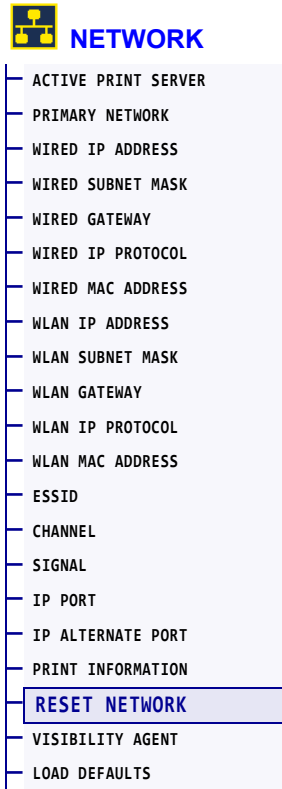 NETWORK
ACTIVE PRINT SERVER
PRIMARY NETWORK
WIRED IP ADDRESS
WIRED SUBNET MASK
WIRED GATEWAY
WIRED IP PROTOCOL
WIRED MAC ADDRESS
WLAN IP ADDRESS
WLAN SUBNET MASK
WLAN GATEWAY
WLAN IP PROTOCOL
WLAN MAC ADDRESS
ESSID
CHANNEL
SIGNAL
IP PORT
IP ALTERNATE PORT
PRINT INFORMATION
RESET NETWORK
VISIBILITY AGENT
LOAD DEFAULTS